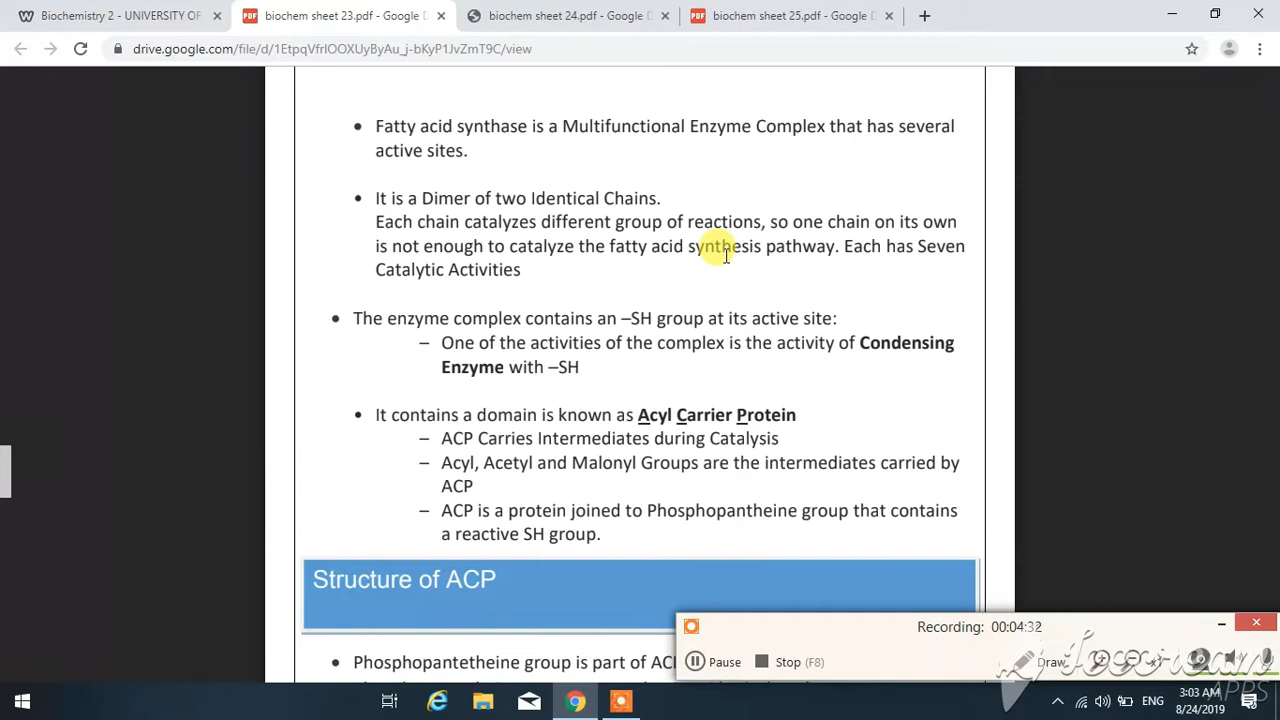 Biochemistry 2 - UNIVERSITY OF
biochem sheet 23.pdf - Google D
biochem sheet 24.pdf - Google D
biochem sheet 25.pdf - Google D
drive.google.com/file/d/1EtpqVfrIOOXUyByAu_j-bKyP1JvZmT9C/view
• Fatty acid synthase is a Multifunctional Enzyme Complex that has several
active sites.
• It is a Dimer of two Identical Chains.
Each chain catalyzes different group of reactions, so one chain on its own
is not enough to catalyze the fatty acid synthesis pathway. Each has Seven
Catalytic Activities
• The enzyme complex contains an –SH group at its active site:
– One of the activities of the complex is the activity of Condensing
Enzyme with –SH
• It contains a domain is known as Acyl Carrier Protein
– ACP Carries Intermediates during Catalysis
– Acyl, Acetyl and Malonyl Groups are the intermediates carried by
ACP
– ACP is a protein joined to Phosphopantheine group that contains
a reactive SH group.
Structure of ACP
Recording: 00:04:32
• Phosphopantetheine group is part of
Pause
Stop (F8)
Draw
Icecream
APPS
ENG
3:03 AM
8/24/2019